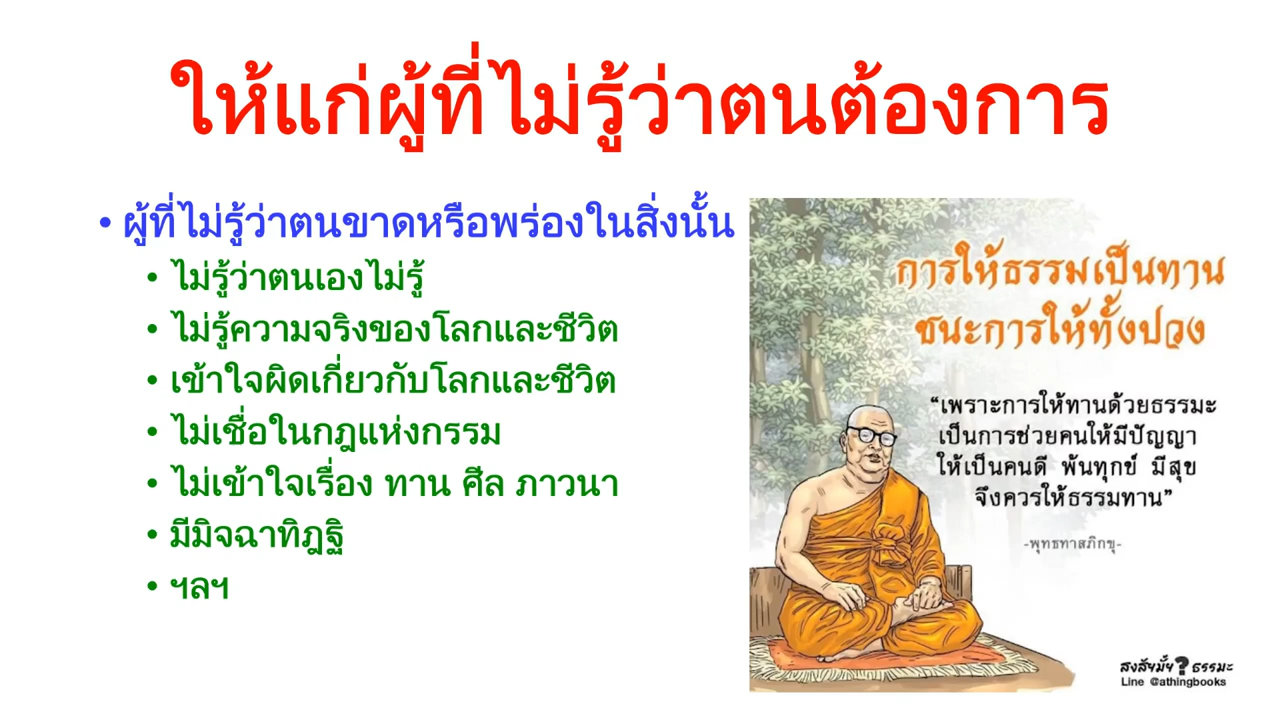 ให้แก่ผู้ที่ไม่รู้ว่าตนต้องการ
• ผู้ที่ไม่รู้ว่าตนขาดหรือพร่องในสิ่งนั้น
• ไม่รู้ว่าตนเองไม่รู้
• ไม่รู้ความจริงของโลกและชีวิต
• เข้าใจผิดเกี่ยวกับโลกและชีวิต
• ไม่เชื่อในกฎแห่งกรรม
• ไม่เข้าใจเรื่อง ทาน ศีล ภาวนา
• มีมิจฉาทิฎฐิ
• ฯลฯ
การให้ธรรมเป็นทาน
ชนะการให้ทั้งปวง
“เพราะการให้ทานด้วยธรรมะ
เป็นการช่วยคนให้มีปัญญา
ให้เป็นคนดี พ้นทุกข์ มีสุข
จึงควรให้ธรรมทาน”
-พุทธทาสภิกขุ-
สงสัยมั้ย?ธรรมะ
Line @athingbooks